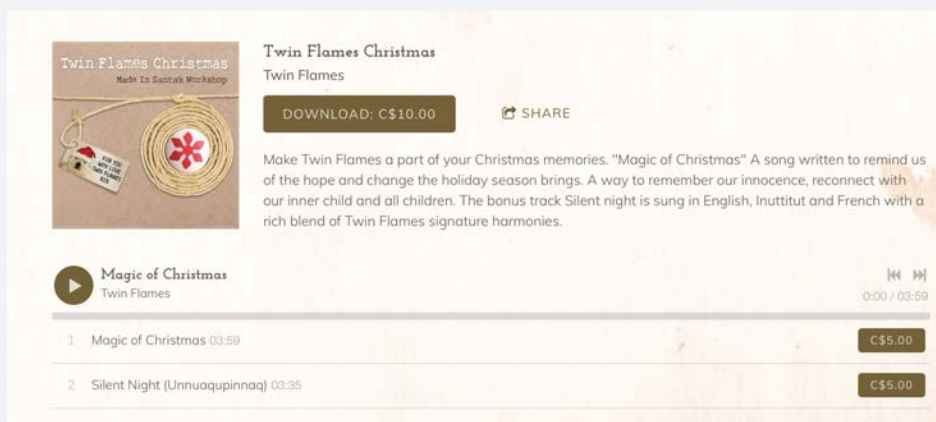 Twin Flames Christmas
Made In Santa's Workshop
FOR YOU
WITH LOVE
TWIN FLAMES
XOX
Twin Flames Christmas
Twin Flames
DOWNLOAD: C$10.00
SHARE
Make Twin Flames a part of your Christmas memories. "Magic of Christmas" A song written to remind us
of the hope and change the holiday season brings. A way to remember our innocence, reconnect with
our inner child and all children. The bonus track Silent night is sung in English, Inuttitut and French with a
rich blend of Twin Flames signature harmonies.
Magic of Christmas
Twin Flames
0:00 / 03:59
1 Magic of Christmas 03:59 C$5.00
2 Silent Night (Unnuaqupinnaq) 03:35 C$5.00